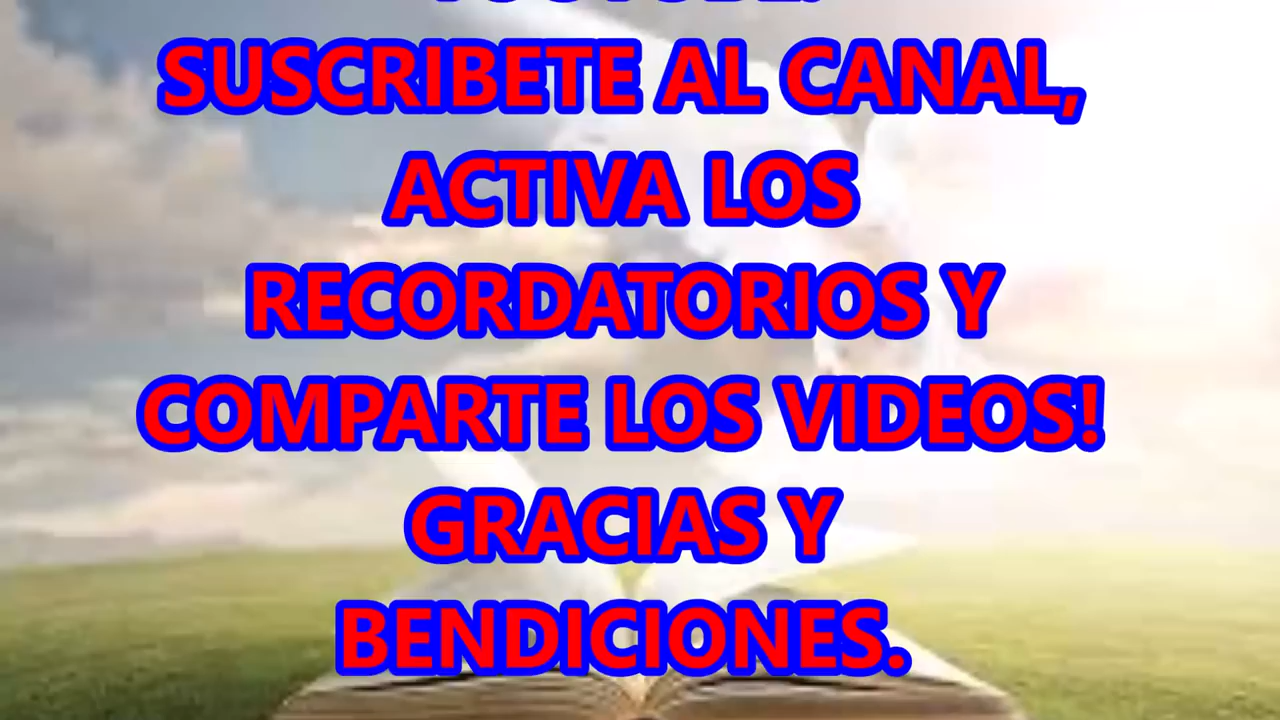 SUSCRIBETE AL CANAL,
ACTIVA LOS
RECORDATORIOS Y
COMPARTE LOS VIDEOS!
GRACIAS Y
BENDICIONES.